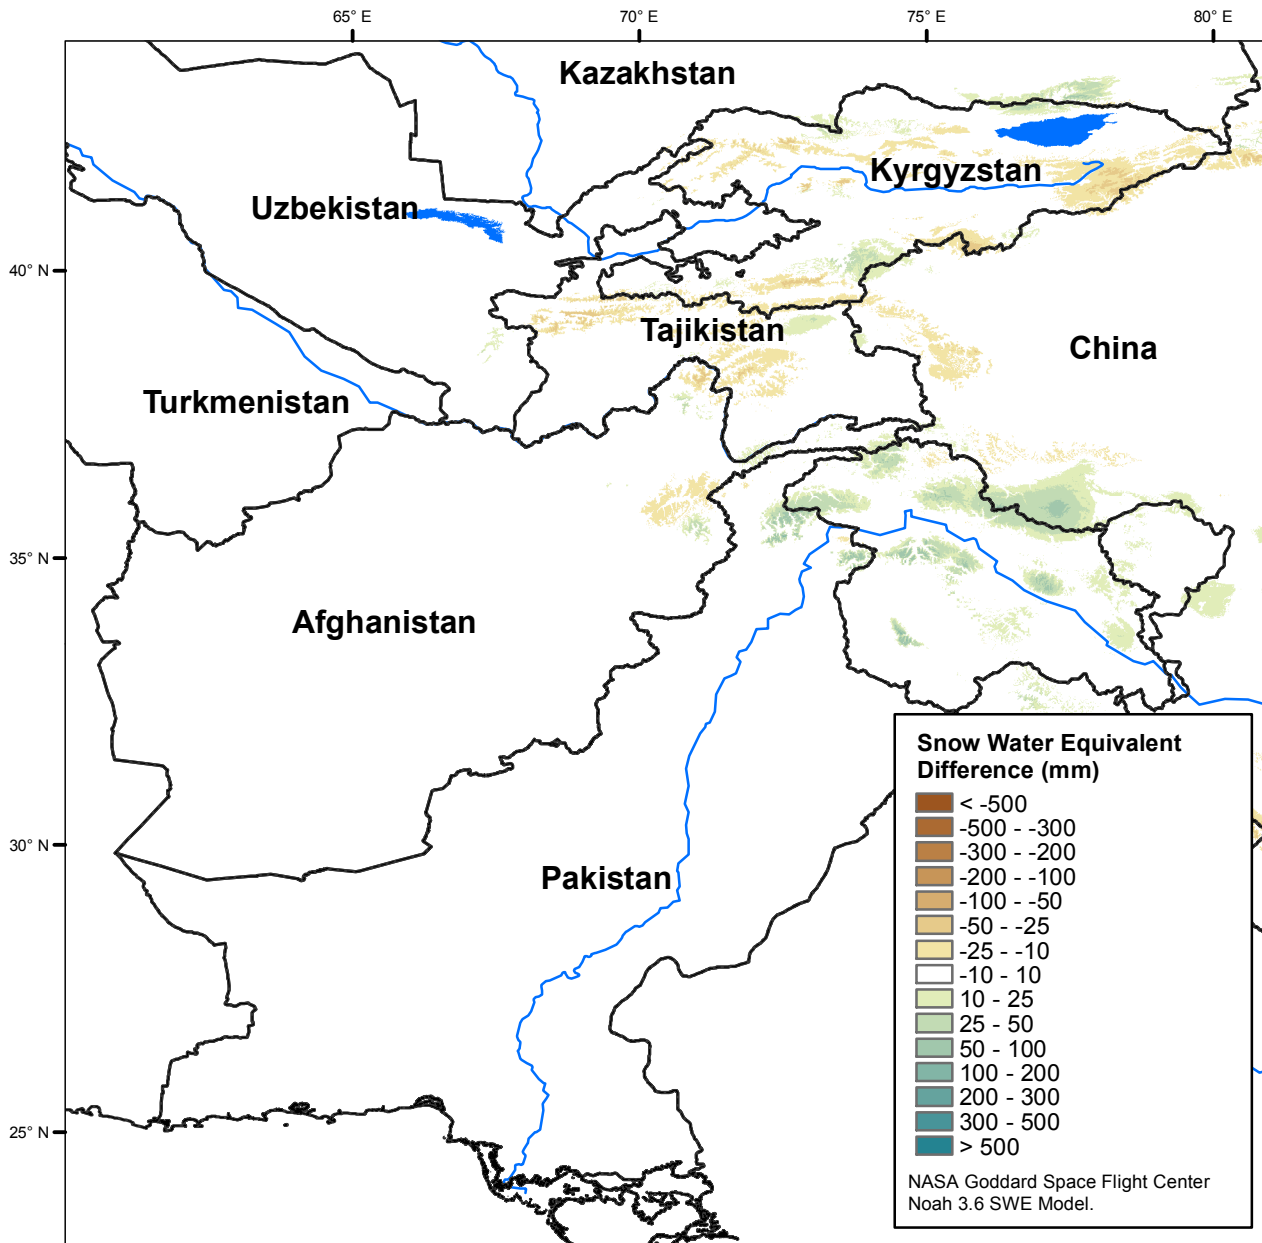 65° E
70° E
75° E
80° E
Kazakhstan
Kyrgyzstan
Uzbekistan
40° N
Tajikistan
China
Turkmenistan
35° N
Afghanistan
30° N
Pakistan
25° N
Snow Water Equivalent
Difference (mm)
< -500
-500 - -300
-300 - -200
-200 - -100
-100 - -50
-50 - -25
-25 - -10
-10 - 10
10 - 25
25 - 50
50 - 100
100 - 200
200 - 300
300 - 500
> 500
NASA Goddard Space Flight Center
Noah 3.6 SWE Model.